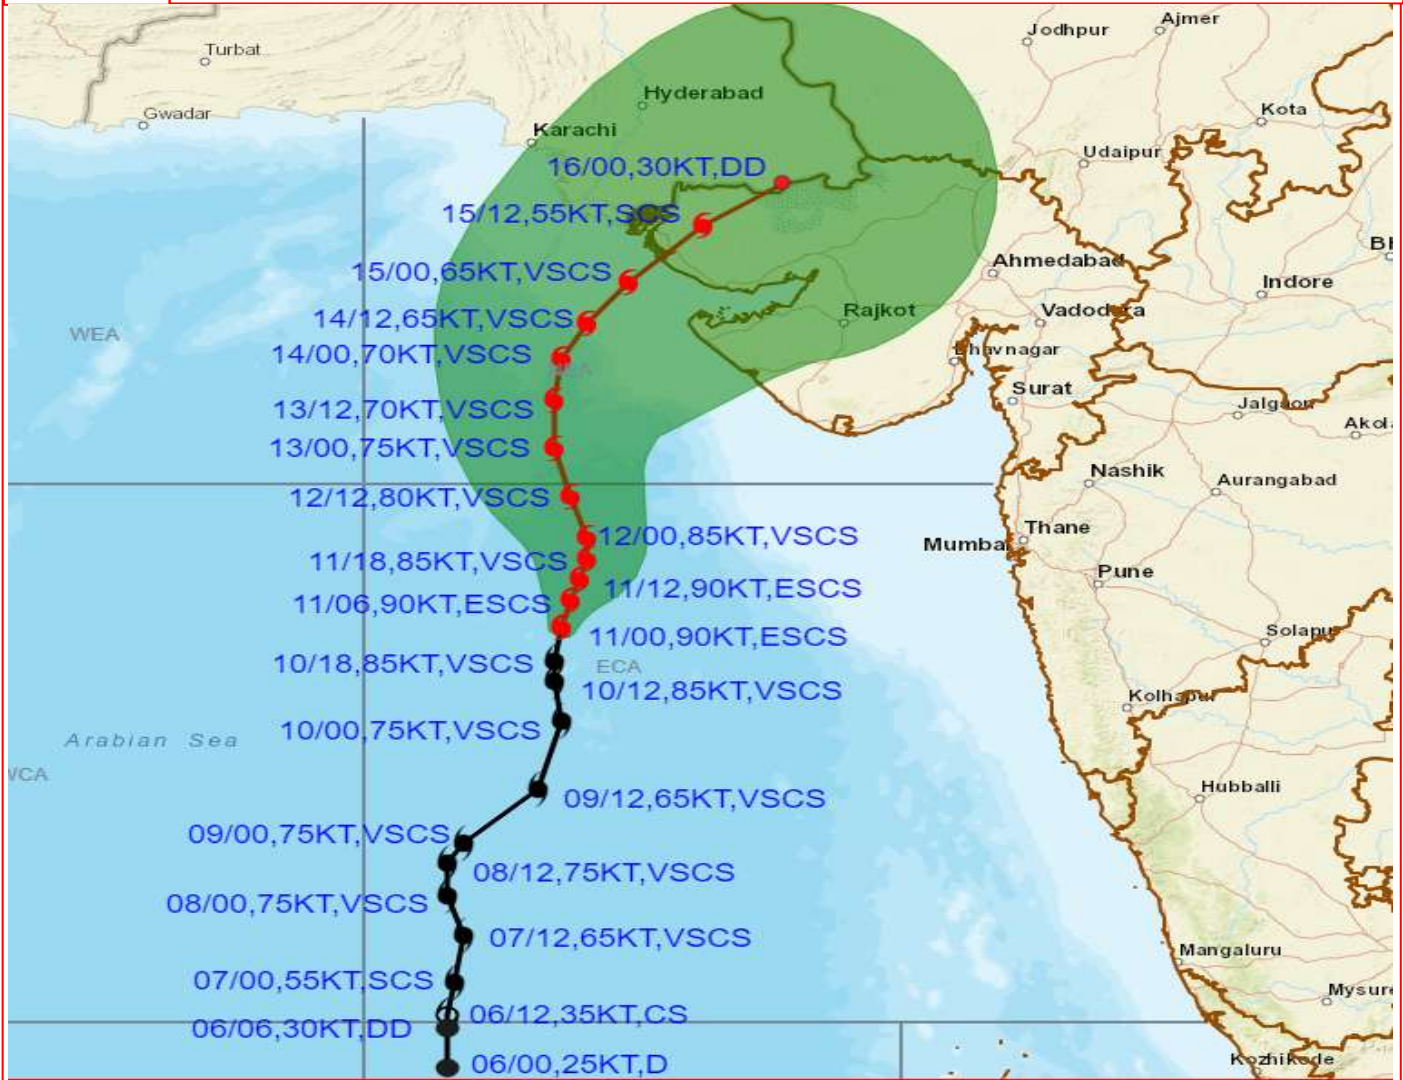 Ajmer
Jodhpur
Turbat
Hyderabad
Kota
Gwadar
Karachi
Udaipur
16/00,30KT,DD
15/12,55KT,SCS
Ahmedabad
15/00,65KT,VSCS
Indore
Rajkot
Vadodara
14/12,65KT,VSCS
WEA
14/00,70KT,VSCS
Bhavnagar
Surat
13/12,70KT,VSCS
Jalgaon
13/00,75KT,VSCS
Nashik
Aurangabad
12/12,80KT,VSCS
Thane
12/00,85KT,VSCS
Mumba
11/18,85KT,VSCS
Pune
11/12,90KT,ESCS
11/06,90KT,ESCS
11/00,90KT,ESCS
Solapu
10/18,85KT,VSCS
ECA
10/12,85KT,VSCS
Kolhapur
10/00,75KT,VSCS
Arabian Sea
Hubballi
09/12,65KT,VSCS
09/00,75KT,VSCS
08/12,75KT,VSCS
08/00,75KT,VSCS
07/12,65KT,VSCS
Mangaluru
07/00,55KT,SCS
Mysuru
06/12,35KT,CS
06/06,30KT,DD
Kozhikode
06/00,25KT,D